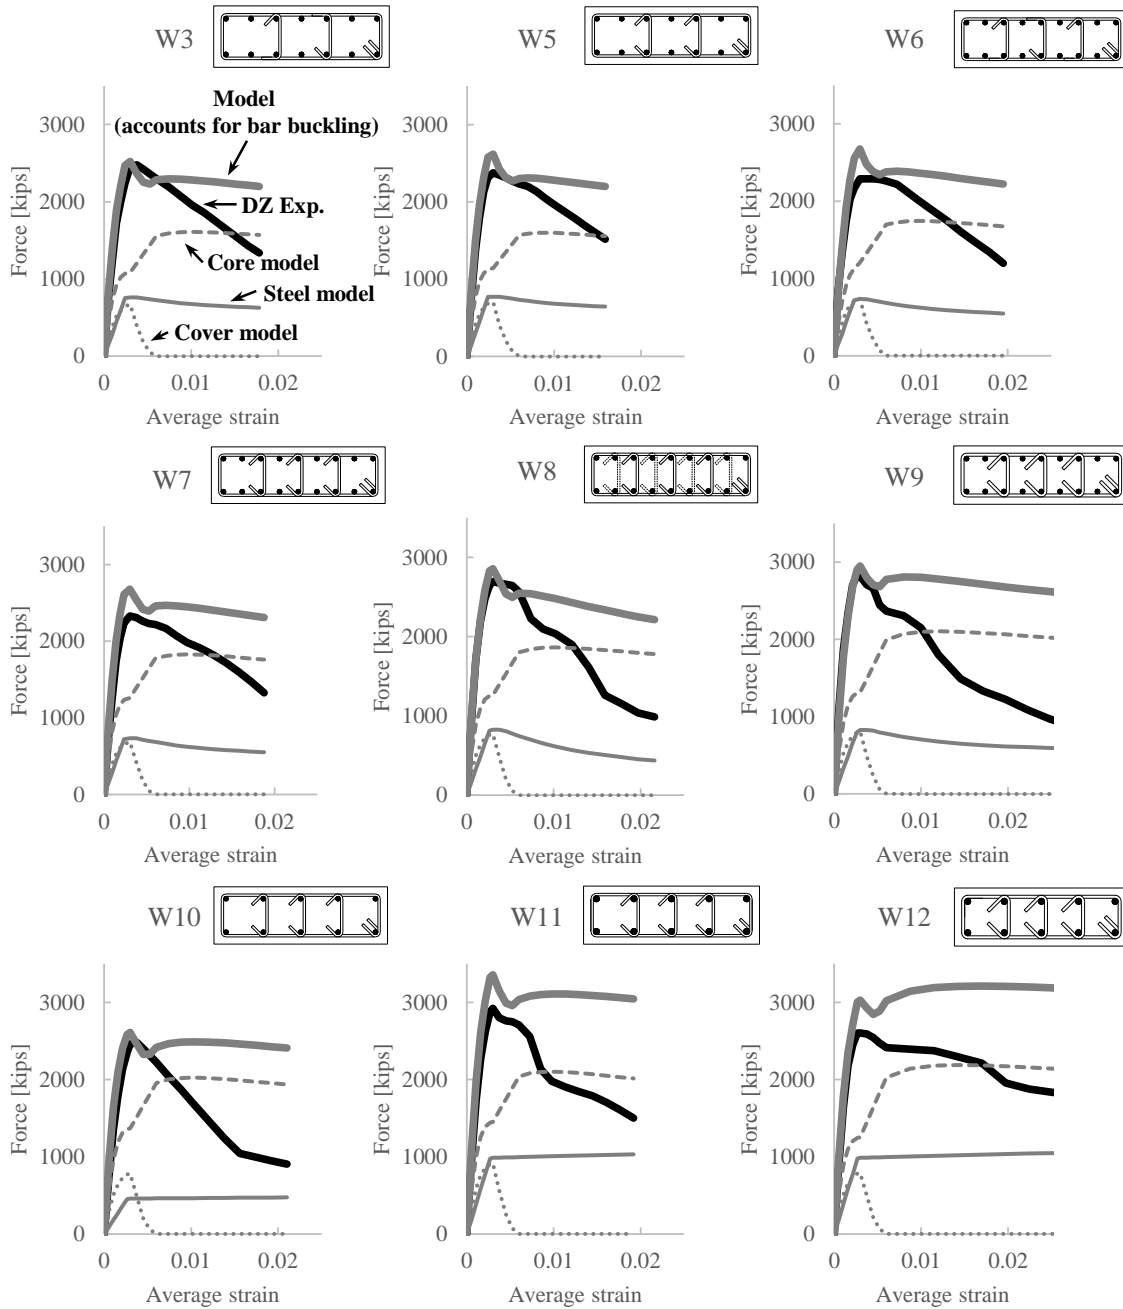 W3
W5
W6
Model
(accounts for bar buckling)
DZ Exp.
Core model
Steel model
Cover model
Force [kips]
3000
2000
1000
0
0
0.01
0.02
Average strain
Force [kips]
3000
2000
1000
0
0
0.01
0.02
Average strain
Force [kips]
3000
2000
1000
0
0
0.01
0.02
Average strain
W7
W8
W9
Force [kips]
3000
2000
1000
0
0
0.01
0.02
Average strain
Force [kips]
3000
2000
1000
0
0
0.01
0.02
Average strain
Force [kips]
3000
2000
1000
0
0
0.01
0.02
Average strain
W10
W11
W12
Force [kips]
3000
2000
1000
0
0
0.01
0.02
Average strain
Force [kips]
3000
2000
1000
0
0
0.01
0.02
Average strain
Force [kips]
3000
2000
1000
0
0
0.01
0.02
Average strain